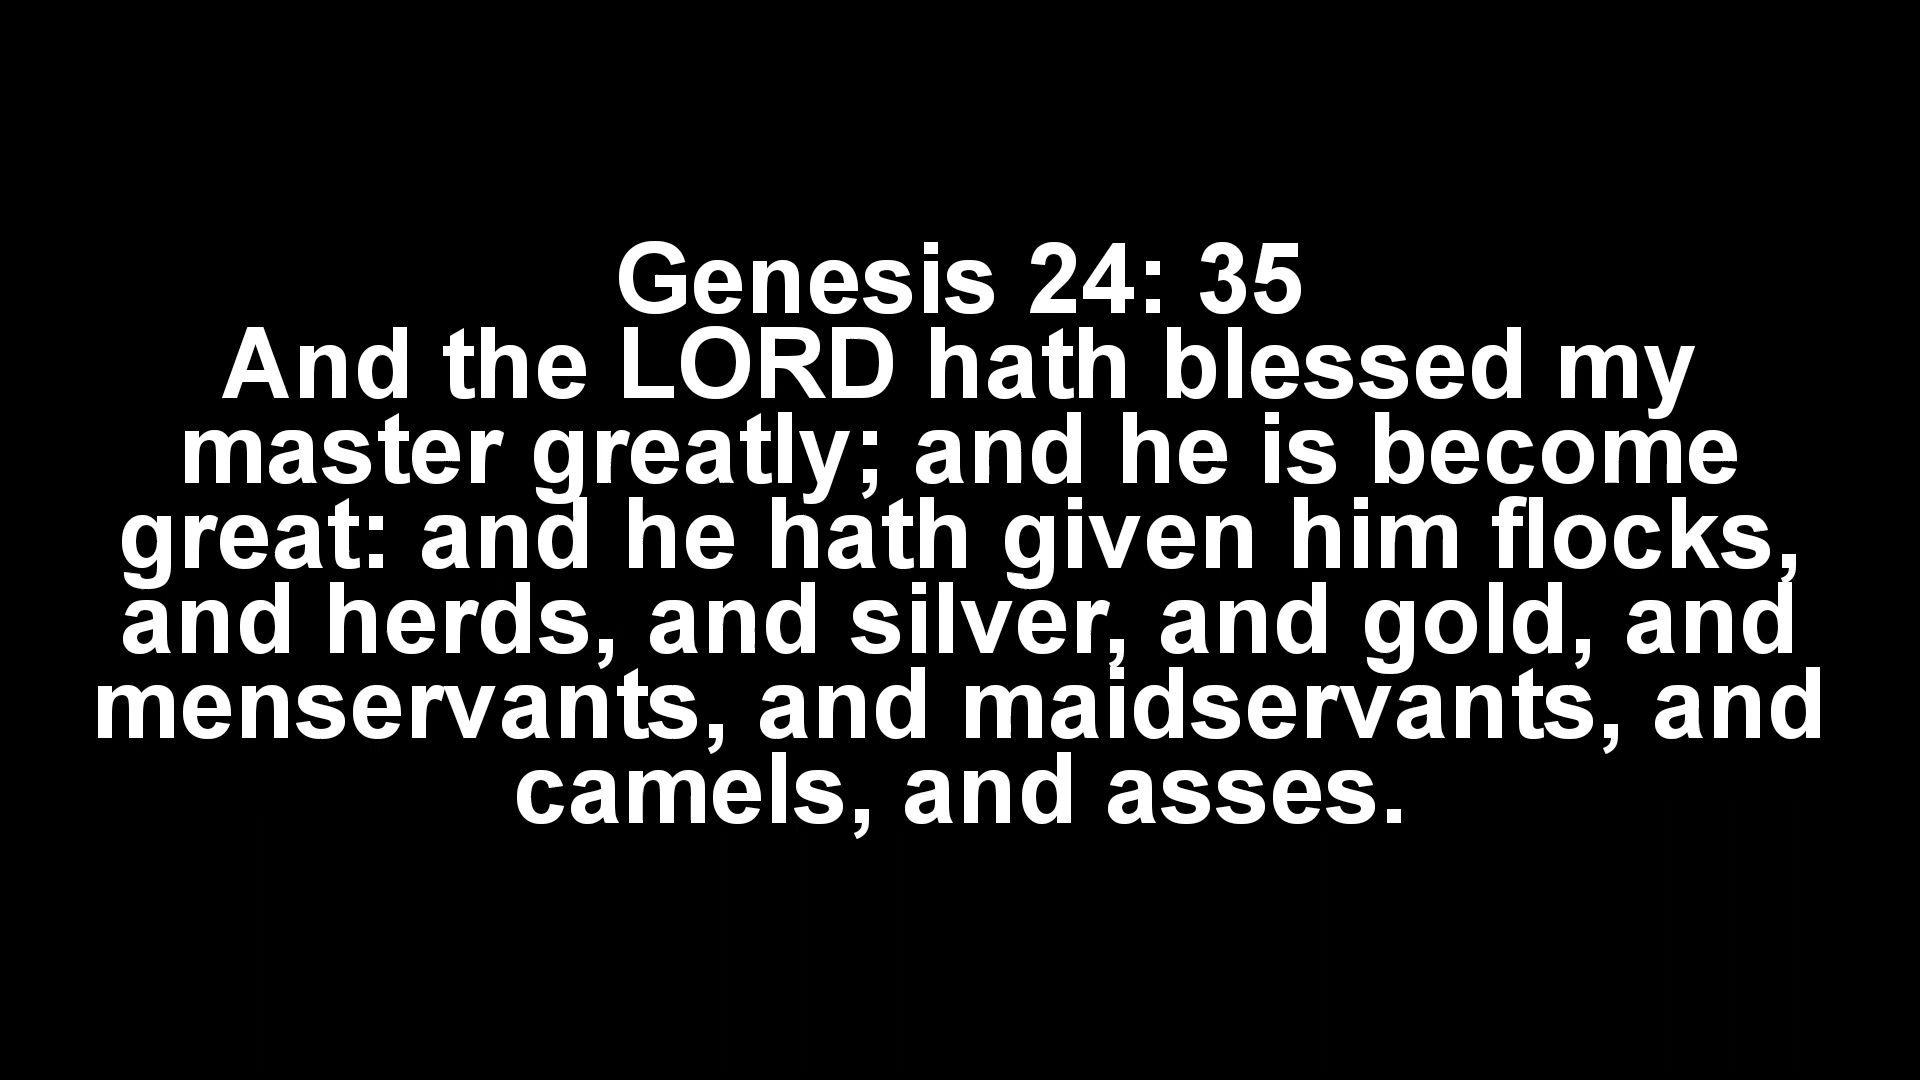 Genesis 24: 35
And the LORD hath blessed my
master greatly; and he is become
great: and he hath given him flocks,
and herds, and silver, and gold, and
menservants, and maidservants, and
camels, and asses.